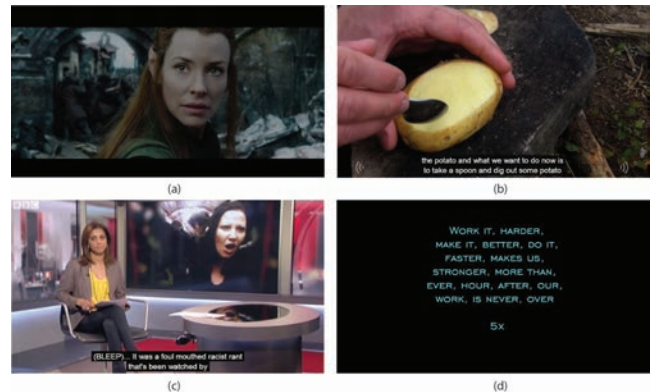 (a)
the potato and what we want to do now is
to take a spoon and dig out some potato
(b)
BBC
(BLEEP)... It was a foul mouthed racist rant
that's been watched by
(c)
WORK IT, HARDER,
MAKE IT, BETTER, DO IT,
FASTER, MAKES US,
STRONGER, MORE THAN,
EVER, HOUR, AFTER, OUR,
WORK, IS NEVER, OVER
5x
(d)